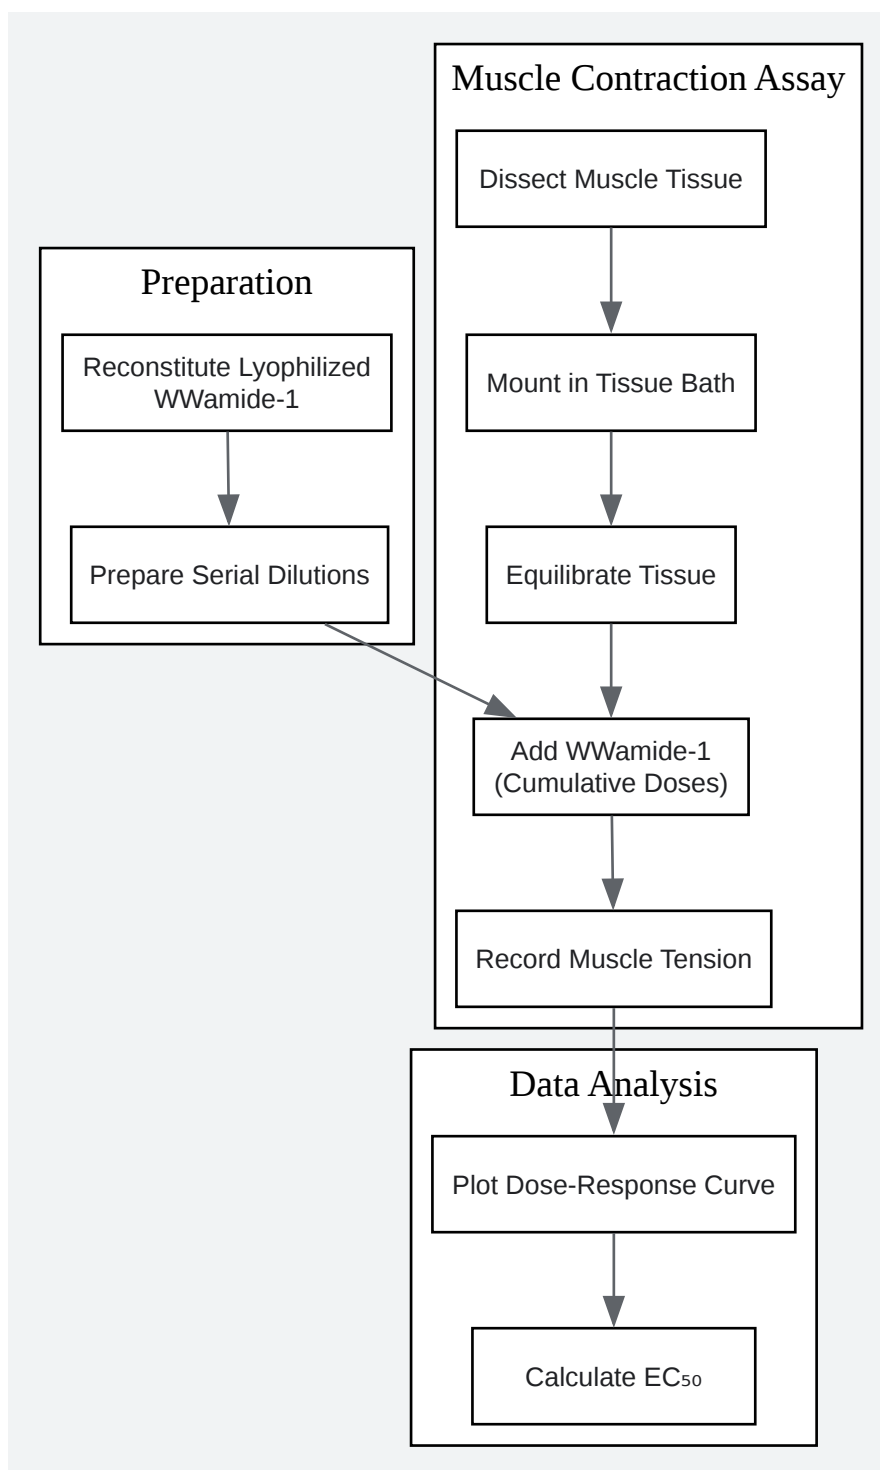 Muscle Contraction Assay
Dissect Muscle Tissue
Preparation
Reconstitute Lyophilized
WWamide-1
Mount in Tissue Bath
Prepare Serial Dilutions
Equilibrate Tissue
Add WWamide-1
(Cumulative Doses)
Record Muscle Tension
Data Analysis
Plot Dose-Response Curve
Calculate EC₅₀